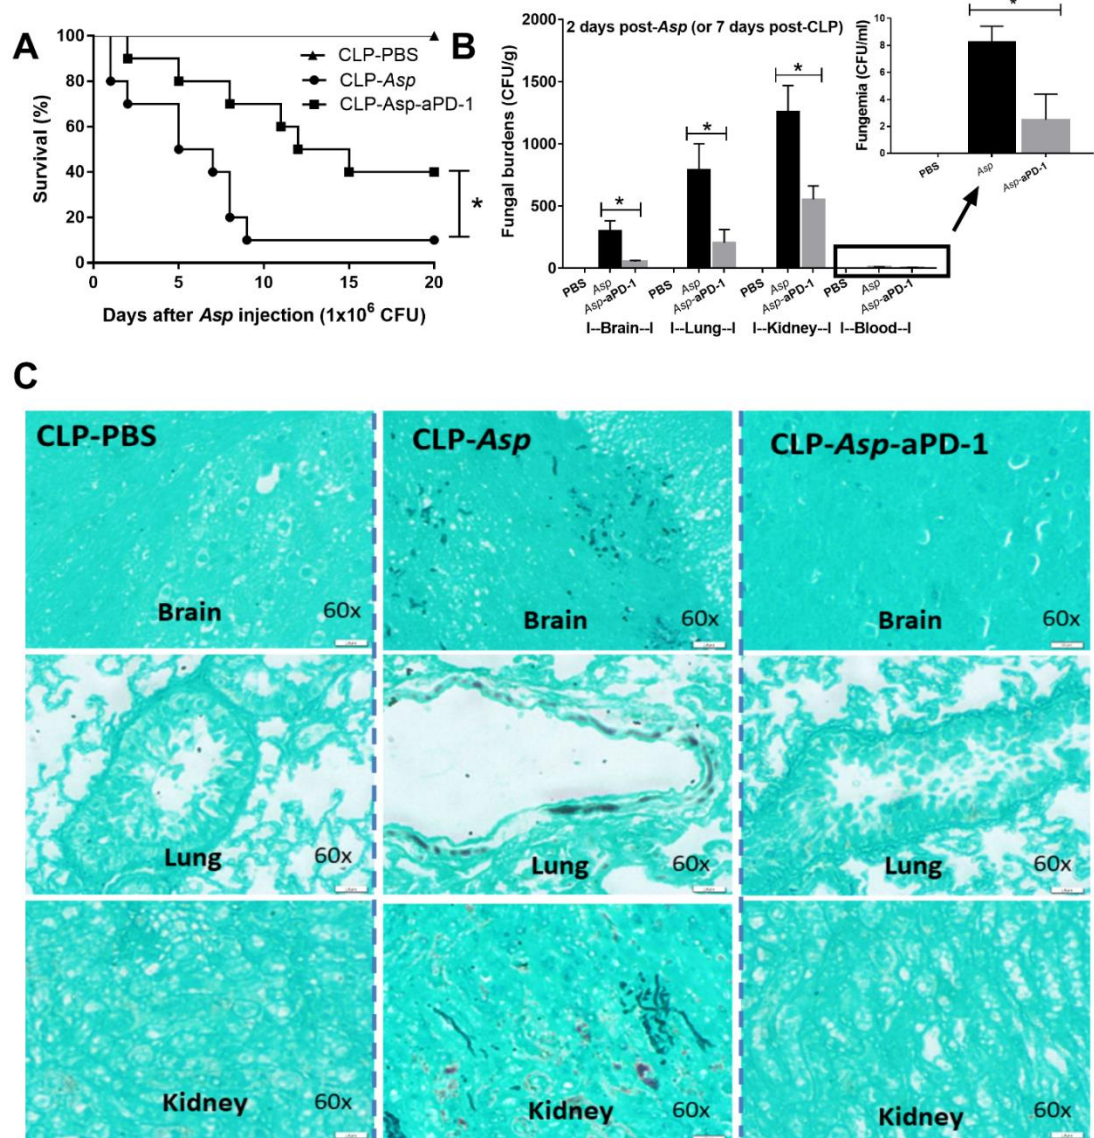 A
Survival (%)
100
80
60
40
20
0
0 5 10 15 20
Days after Asp injection (1x10⁶ CFU)
CLP-PBS
CLP-Asp
CLP-Asp-aPD-1
*
B
Fungal burdens (CFU/g)
2000
1500
1000
500
0
2 days post-Asp (or 7 days post-CLP)
*
*
*
PBS Asp Asp-aPD-1 PBS Asp Asp-aPD-1 PBS Asp Asp-aPD-1 PBS Asp Asp-aPD-1
I--Brain--I I--Lung--I I--Kidney--I I--Blood--I
Fungemia (CFU/ml)
10
8
6
4
2
0
*
PBS Asp Asp-aPD-1
C
CLP-PBS
Brain 60x
Lung 60x
Kidney 60x
CLP-Asp
Brain 60x
Lung 60x
Kidney 60x
CLP-Asp-aPD-1
Brain 60x
Lung 60x
Kidney 60x